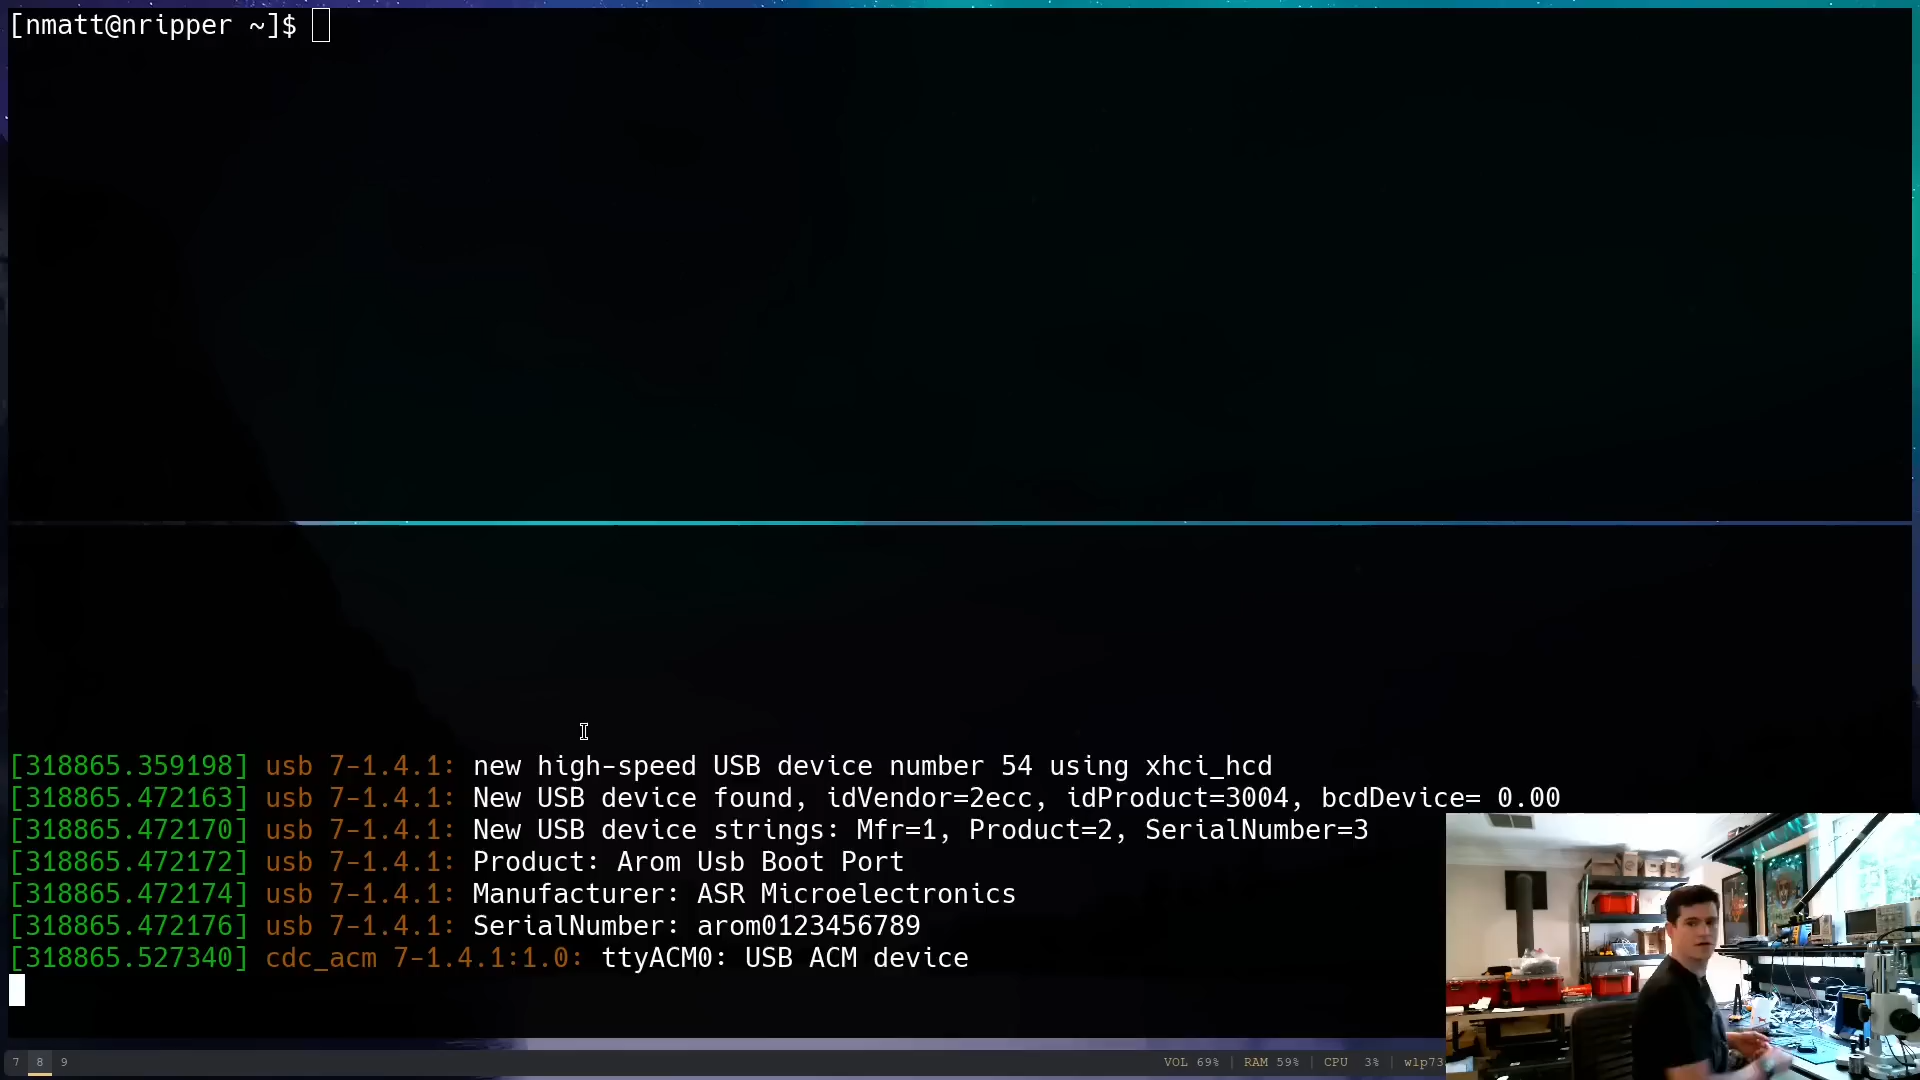 [nmatt@nripper ~]$
[318865.359198] usb 7-1.4.1: new high-speed USB device number 54 using xhci_hcd
[318865.472163] usb 7-1.4.1: New USB device found, idVendor=2ecc, idProduct=3004, bcdDevice= 0.00
[318865.472170] usb 7-1.4.1: New USB device strings: Mfr=1, Product=2, SerialNumber=3
[318865.472172] usb 7-1.4.1: Product: Arom Usb Boot Port
[318865.472174] usb 7-1.4.1: Manufacturer: ASR Microelectronics
[318865.472176] usb 7-1.4.1: SerialNumber: arom0123456789
[318865.527340] cdc_acm 7-1.4.1:1.0: ttyACM0: USB ACM device
7 8 9 VOL 69% | RAM 59% | CPU 3% | wlp73